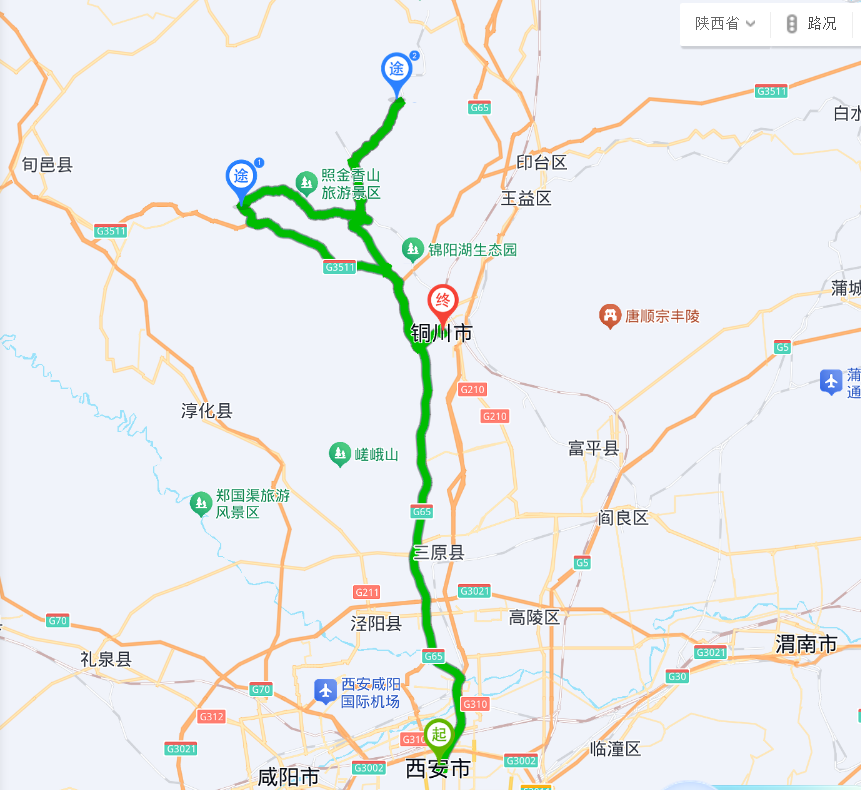 陕西省
路况
途
2
G3511
G65
白水
旬邑县
途
1
照金香山
旅游景区
印台区
王益区
G3511
锦阳湖生态园
G3511
蒲城
终
铜川市
唐顺宗丰陵
G5
G210
蒲
通
淳化县
G210
嵯峨山
富平县
郑国渠旅游
风景区
G65
阎良区
三原县
G5
G211
G3021
G70
泾阳县
高陵区
渭南市
礼泉县
G65
G3021
G30
G70
西安咸阳
国际机场
G310
G312
起
G310
G3021
临潼区
西安市
G3002
G3002
咸阳市